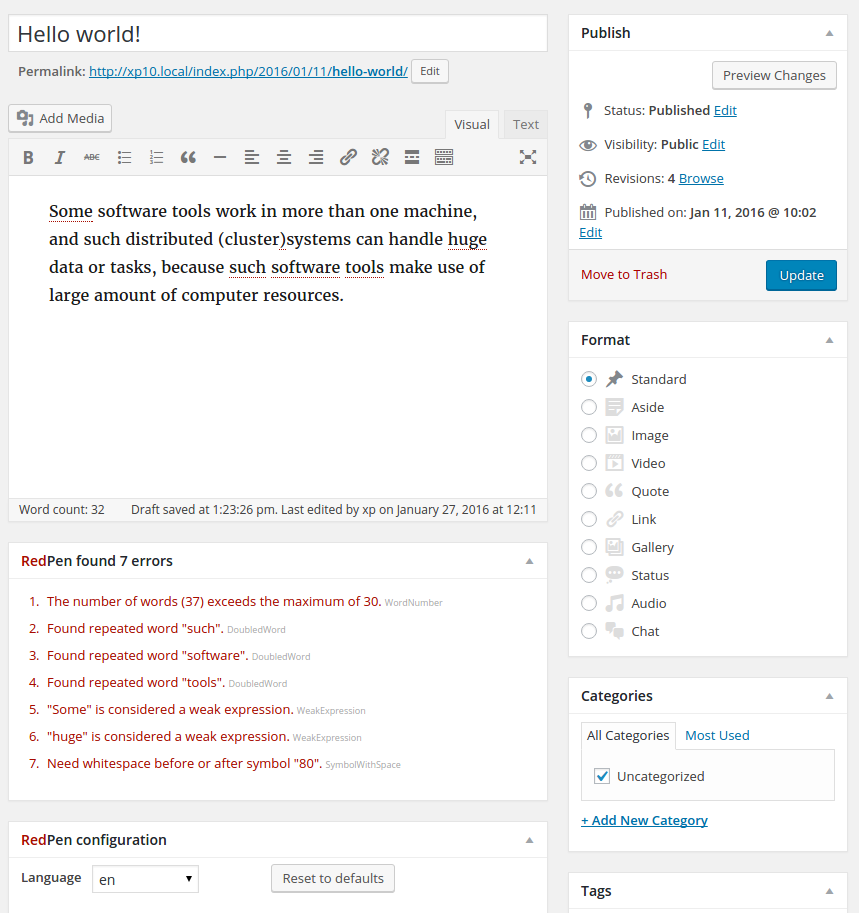 Hello world!
Permalink: http://xp10.local/index.php/2016/01/11/hello-world/ Edit
Add Media
Visual Text
B I ABC
Some software tools work in more than one machine,
and such distributed (cluster)systems can handle huge
data or tasks, because such software tools make use of
large amount of computer resources.
Word count: 32 Draft saved at 1:23:26 pm. Last edited by xp on January 27, 2016 at 12:11
RedPen found 7 errors
1. The number of words (37) exceeds the maximum of 30. WordNumber
2. Found repeated word "such". DoubledWord
3. Found repeated word "software". DoubledWord
4. Found repeated word "tools". DoubledWord
5. "Some" is considered a weak expression. WeakExpression
6. "huge" is considered a weak expression. WeakExpression
7. Need whitespace before or after symbol "80". SymbolWithSpace
RedPen configuration
Language en Reset to defaults
Publish
Preview Changes
Status: Published Edit
Visibility: Public Edit
Revisions: 4 Browse
Published on: Jan 11, 2016 @ 10:02
Edit
Move to Trash Update
Format
Standard
Aside
Image
Video
Quote
Link
Gallery
Status
Audio
Chat
Categories
All Categories Most Used
Uncategorized
+ Add New Category
Tags